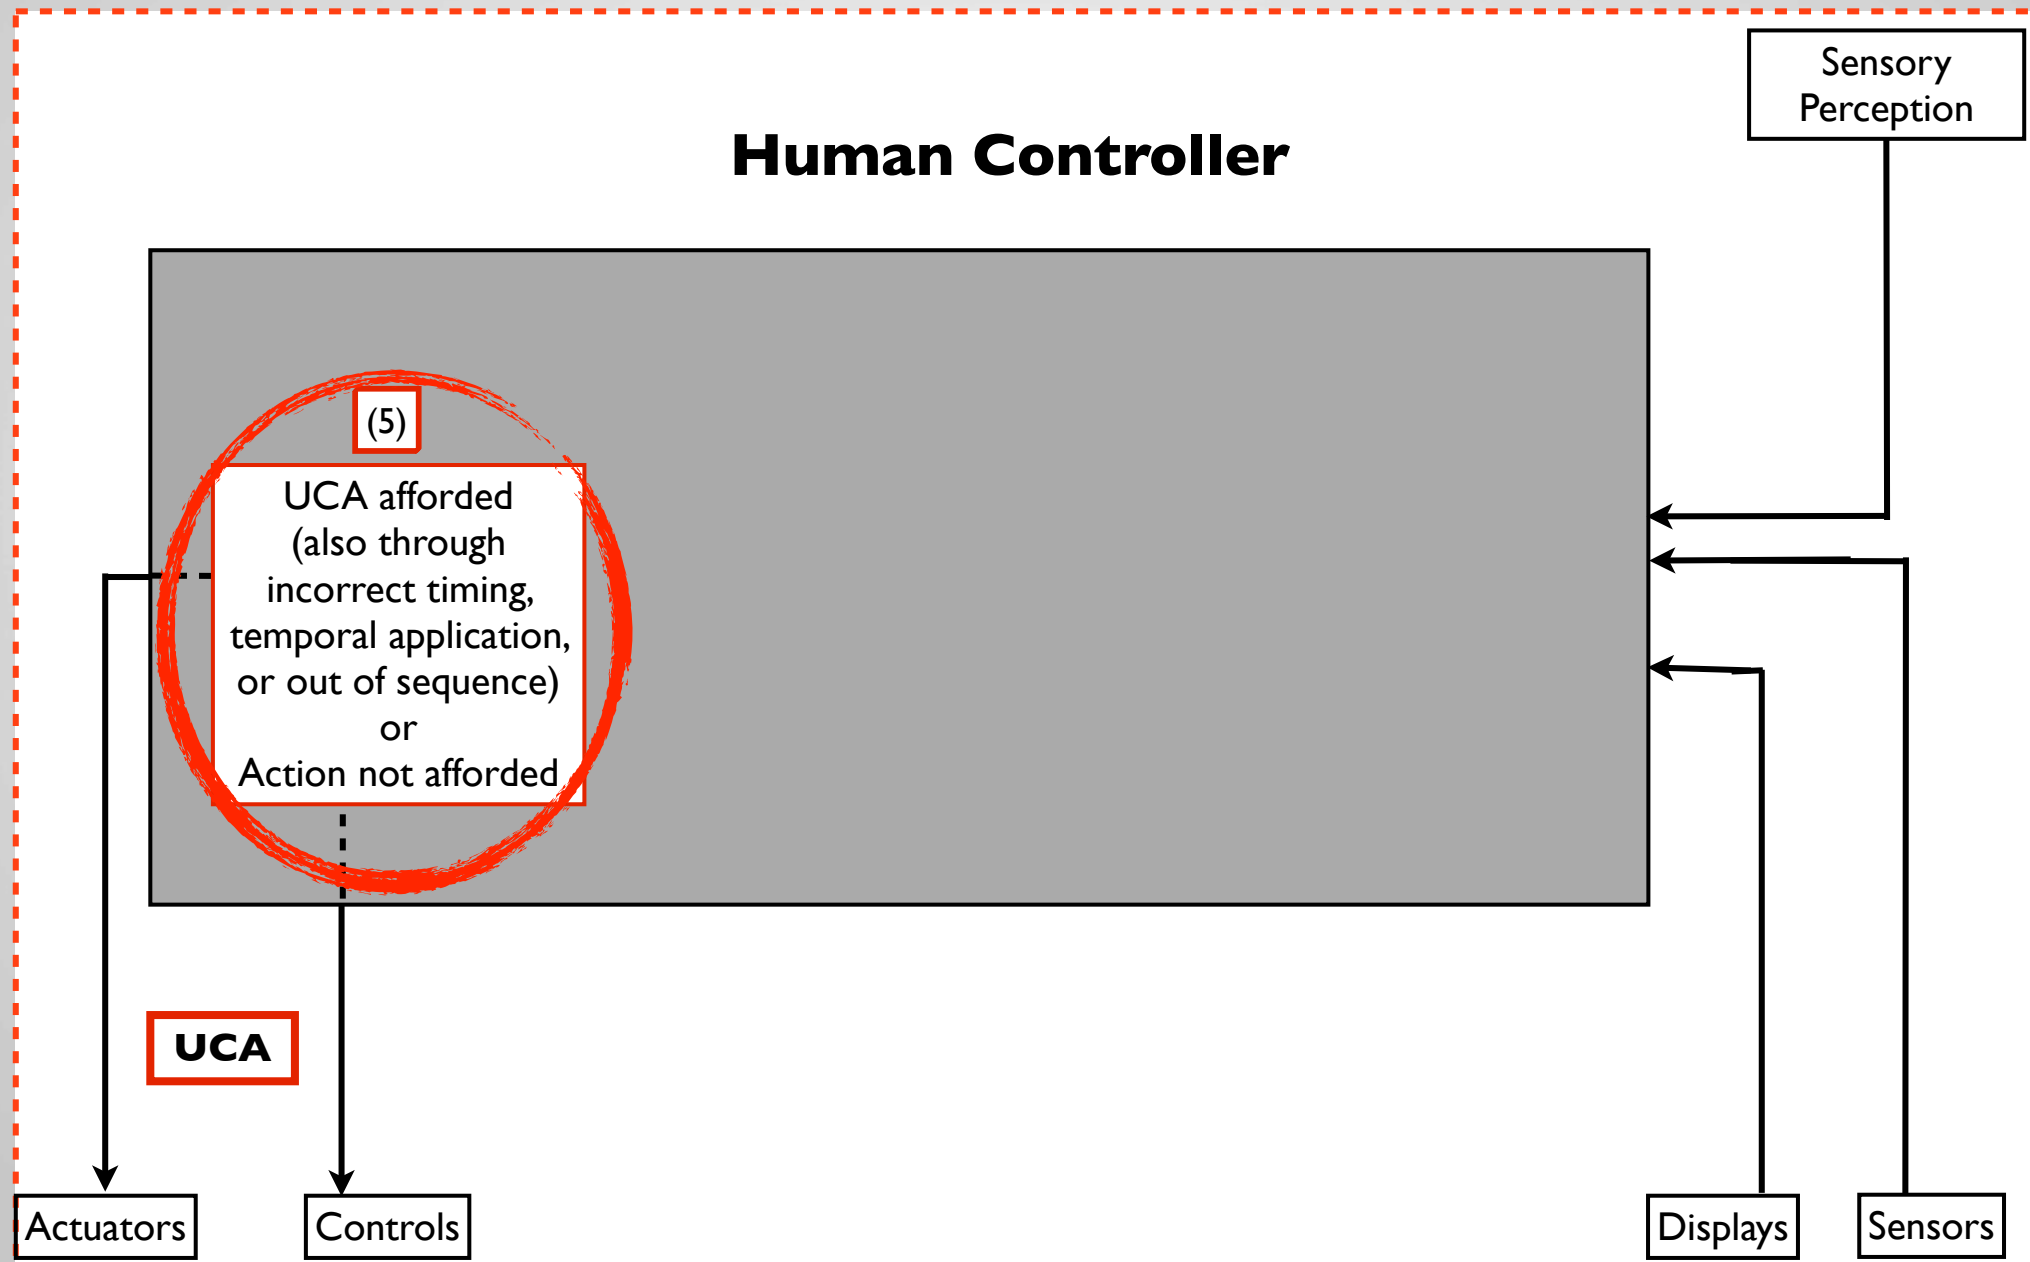 Sensory
Perception
Human Controller
(5)
UCA afforded
(also through
incorrect timing,
temporal application,
or out of sequence)
or
Action not afforded
UCA
Actuators
Controls
Displays
Sensors